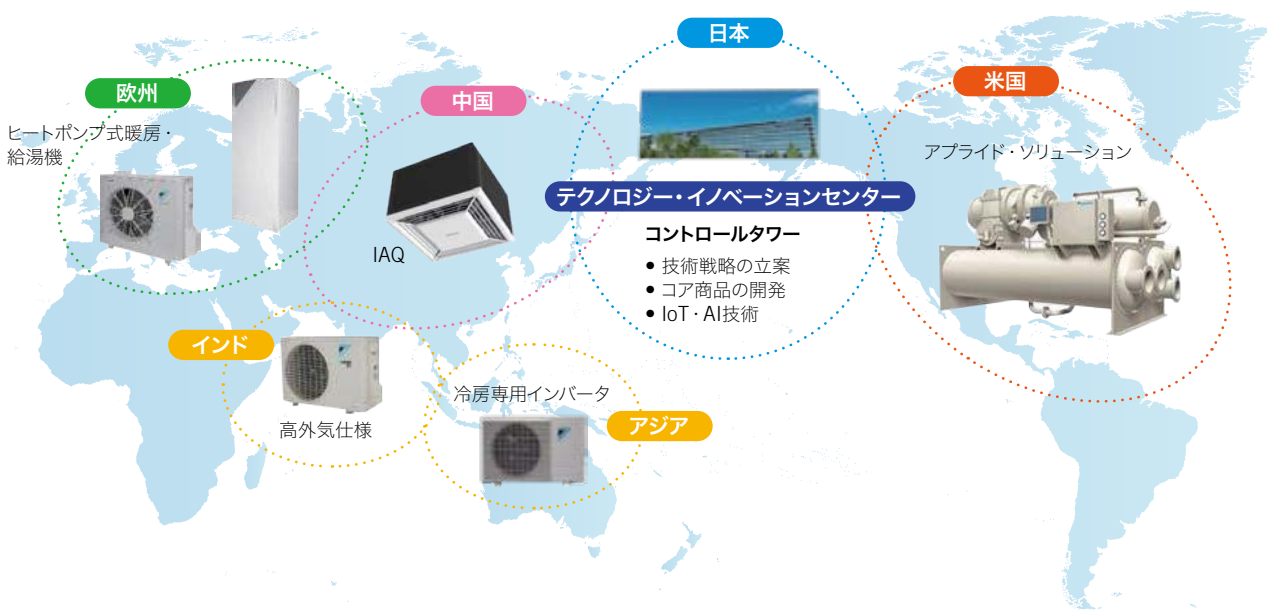 日本
欧州
中国
米国
ヒートポンプ式暖房・
給湯機
アプライド・ソリューション
テクノロジー・イノベーションセンター
コントロールタワー
• 技術戦略の立案
• コア商品の開発
• IoT・AI技術
IAQ
インド
高外気仕様
冷房専用インバータ
アジア